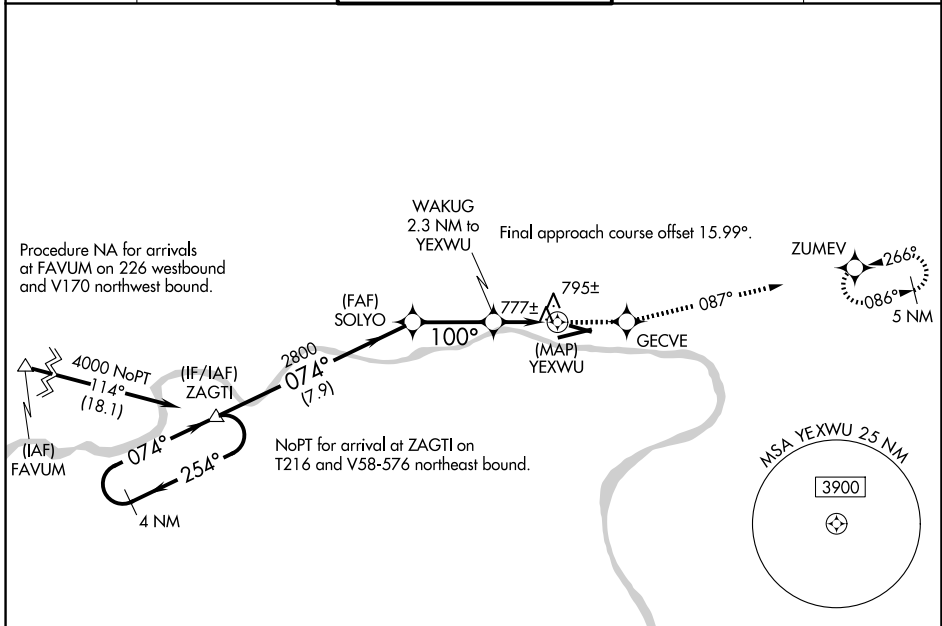 WAKUG
2.3 NM to
YEXWU
Final approach course offset 15.99°.
Procedure NA for arrivals
at FAVUM on 226 westbound
and V170 northwest bound.
ZUMEV
266°
086°
5 NM
087°
(FAF)
SOLYO
777±
795±
100°
GECVE
(MAP)
YEXWU
4000 NoPT
114°
(18.1)
(IAF)
FAVUM
(IF/IAF)
ZAGTI
2800
074°
(7.9)
074°
254°
4 NM
NoPT for arrival at ZAGTI on
T216 and V58-576 northeast bound.
MSA YEXWU 25 NM
3900